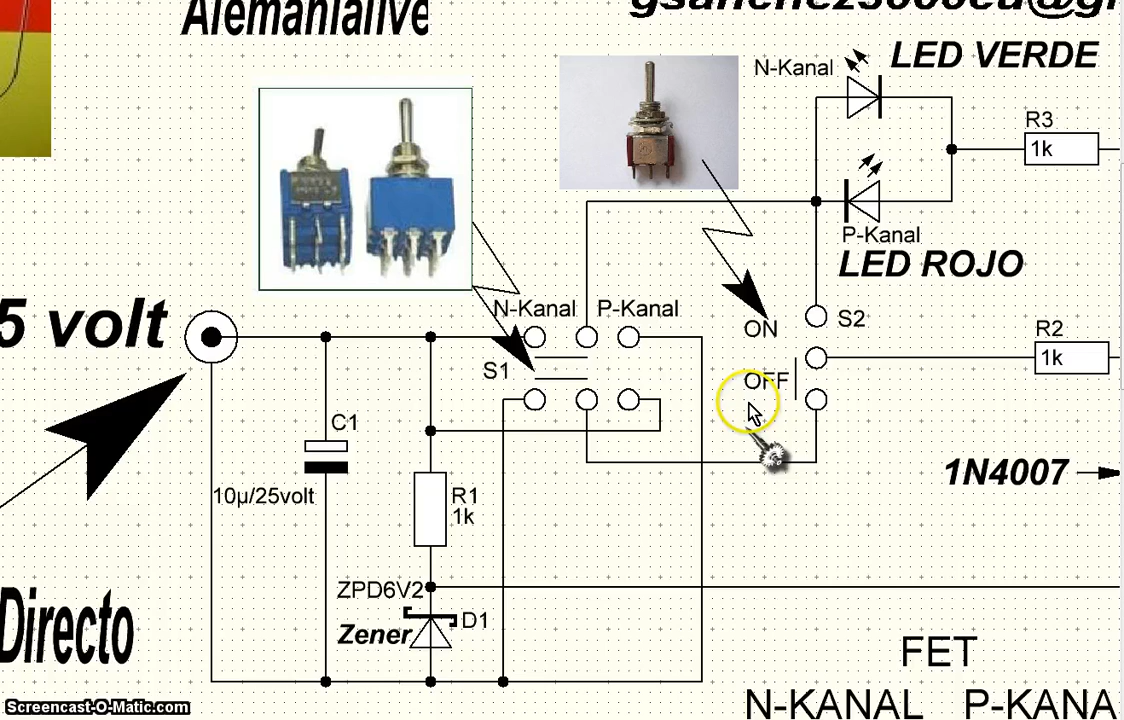 Alemanialive
LED VERDE
N-Kanal
R3
1k
P-Kanal
LED ROJO
N-Kanal P-Kanal
5 volt
ON
S2
S1
OFF
R2
1k
C1
10µ/25volt
R1
1k
1N4007
ZPD6V2
D1
Zener
Directo
FET
N-KANAL P-KANA
Screencast-O-Matic.com